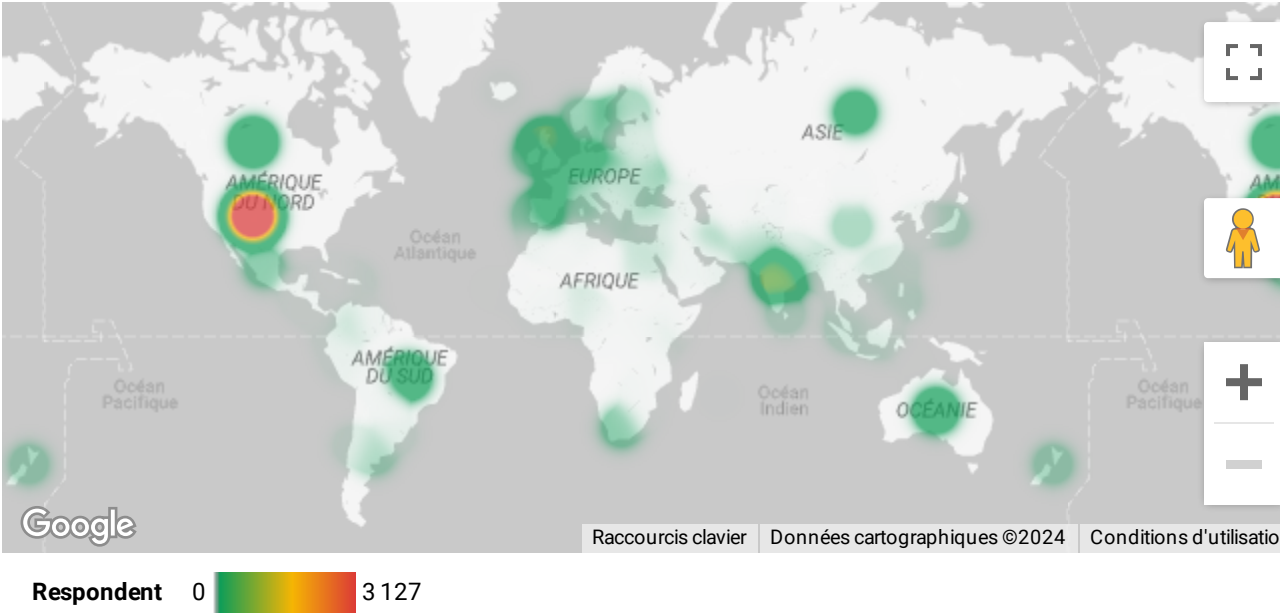 ASIE
AMÉRIQUE
DU NORD
EUROPE
AM
Océan
Atlantique
AFRIQUE
AMÉRIQUE
DU SUD
Océan
Pacifique
Océan
Indien
OCÉANIE
Océan
Pacifique
Google
Raccourcis clavier
Données cartographiques ©2024
Conditions d'utilisatio
Respondent 0 3 127